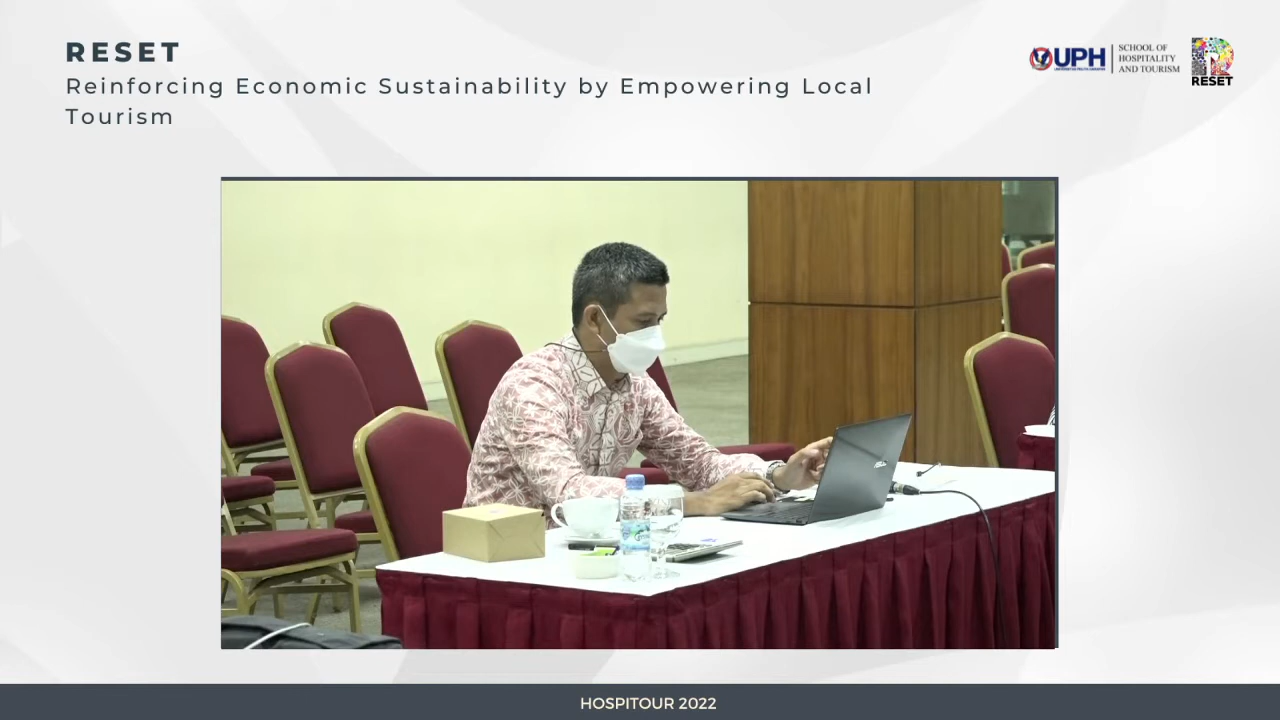 RESET
Reinforcing Economic Sustainability by Empowering Local
Tourism
UPH
SCHOOL OF
HOSPITALITY
AND TOURISM
RESET
HOSPITOUR 2022